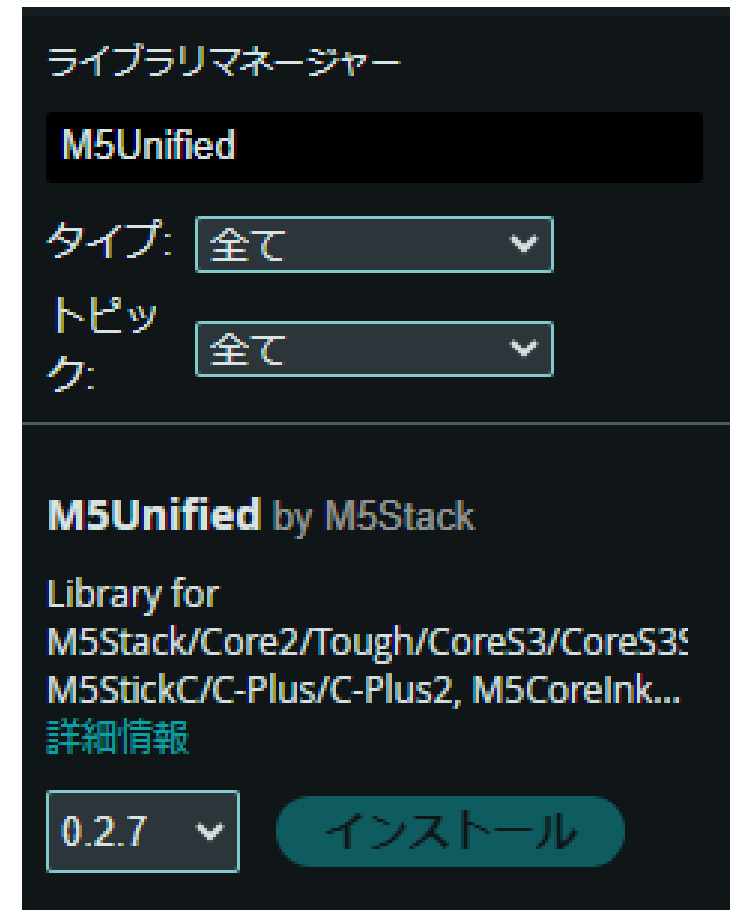 ライブラリマネージャー
M5Unified
タイプ: 全て
トピッ
ク:
全て
M5Unified by M5Stack
Library for
M5Stack/Core2/Tough/CoreS3/CoreS3S
M5StickC/C-Plus/C-Plus2, M5CoreInk...
詳細情報
0.2.7 インストール